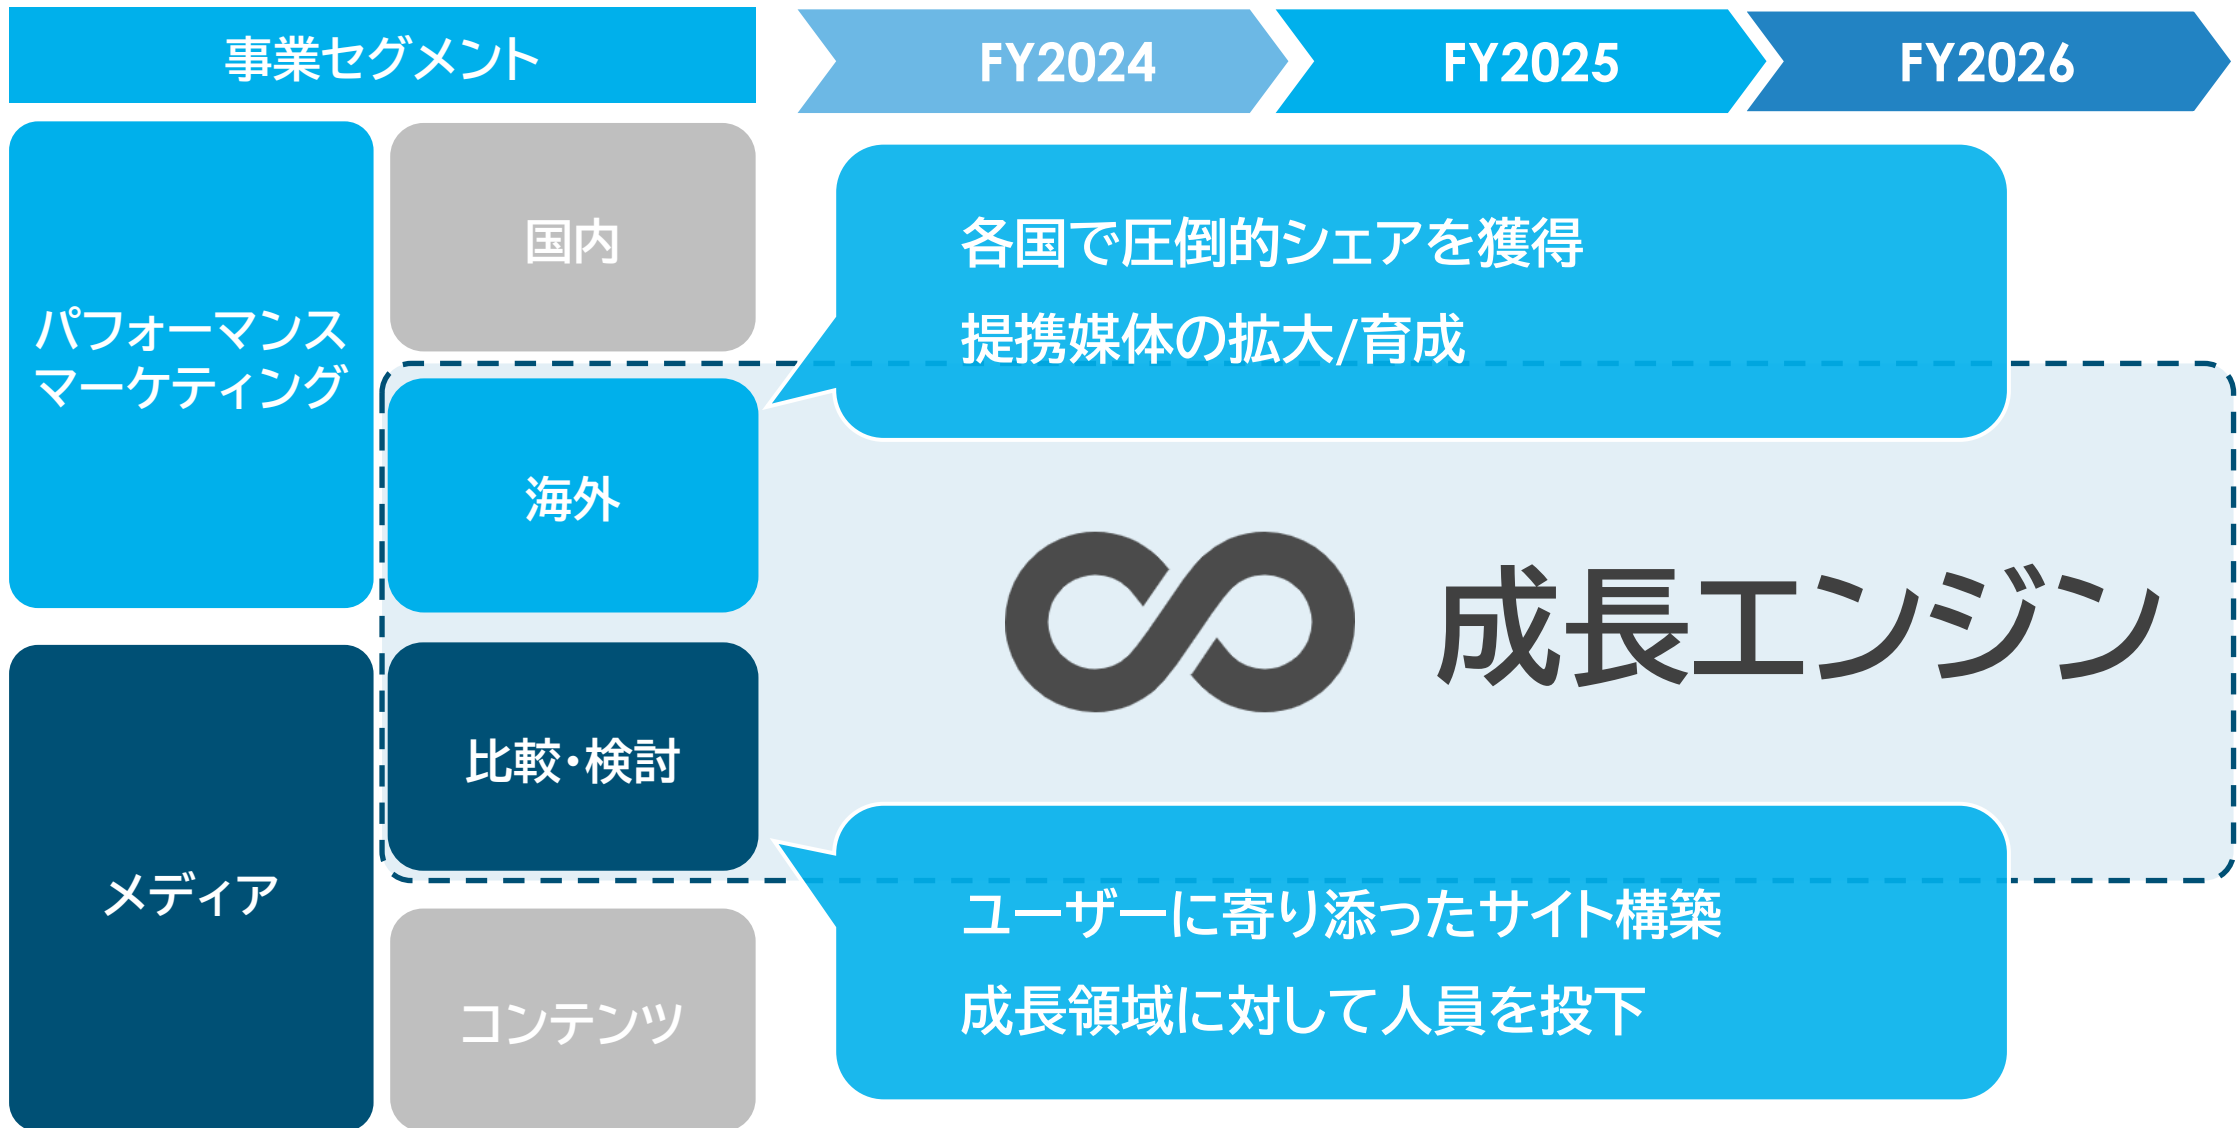 事業セグメント
FY2024
FY2025
FY2026
パフォーマンス
マーケティング
国内
各国で圧倒的シェアを獲得
提携媒体の拡大/育成
海外
成長エンジン
メディア
比較・検討
ユーザーに寄り添ったサイト構築
成長領域に対して人員を投下
コンテンツ